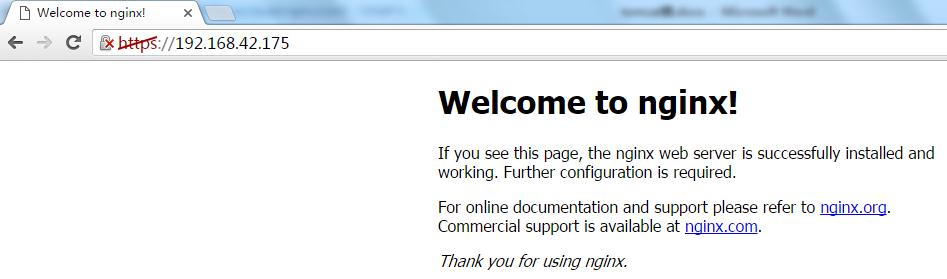 Welcome to nginx!
https://192.168.42.175
Welcome to nginx!
If you see this page, the nginx web server is successfully installed and
working. Further configuration is required.
For online documentation and support please refer to nginx.org.
Commercial support is available at nginx.com.
Thank you for using nginx.